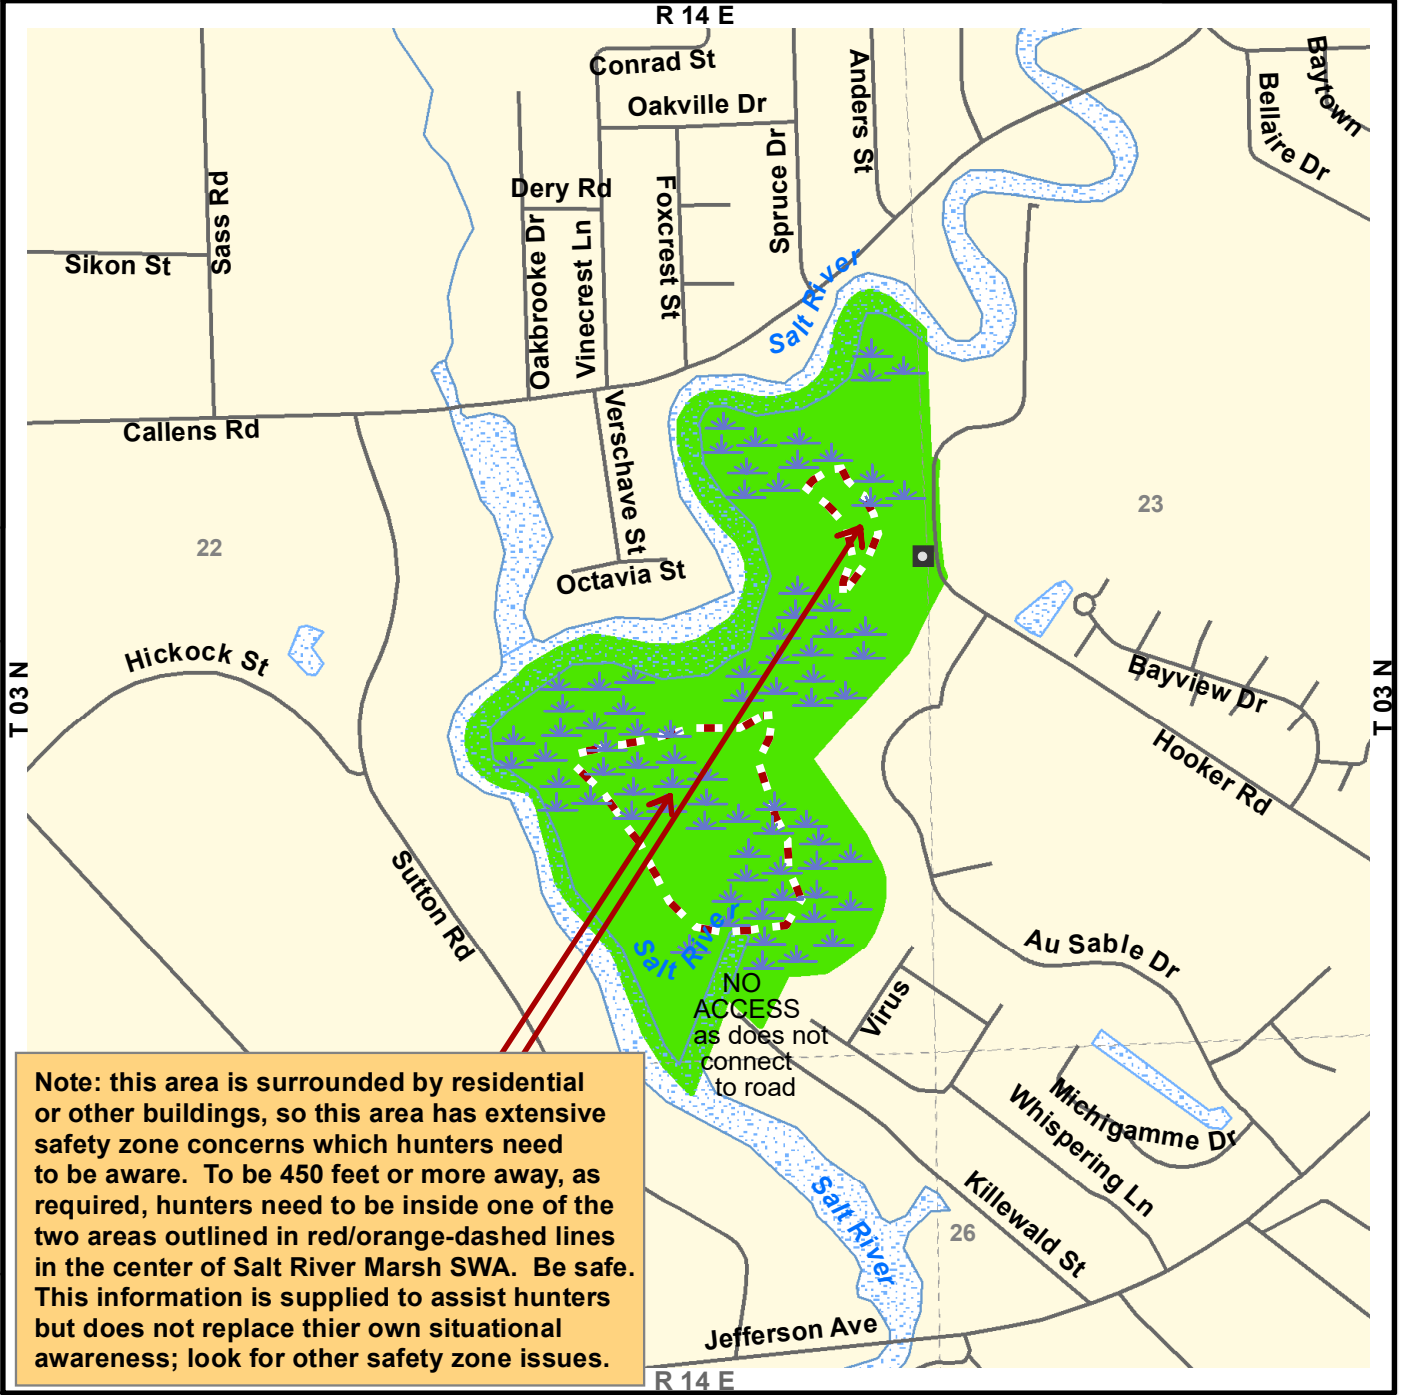 R 14 E
Conrad St
Oakville Dr
Anders St
Baytown
Bellaire Dr
Spruce Dr
Sass Rd
Dery Rd
Foxcrest St
Oakbrooke Dr
Vinecrest Ln
Sikon St
Salt River
Callens Rd
Verschave St
22
23
Octavia St
Hickock St
T 03 N
T 03 N
Bayview Dr
Hooker Rd
Sutton Rd
Salt River
Au Sable Dr
NO
ACCESS
as does not
connect
to road
Virus
Michigamme Dr
Whispering Ln
Killewald St
Salt River
26
Jefferson Ave
Note: this area is surrounded by residential
or other buildings, so this area has extensive
safety zone concerns which hunters need
to be aware.  To be 450 feet or more away, as
required, hunters need to be inside one of the
two areas outlined in red/orange-dashed lines
in the center of Salt River Marsh SWA.  Be safe.
This information is supplied to assist hunters
but does not replace thier own situational
awareness; look for other safety zone issues.
R 14 E